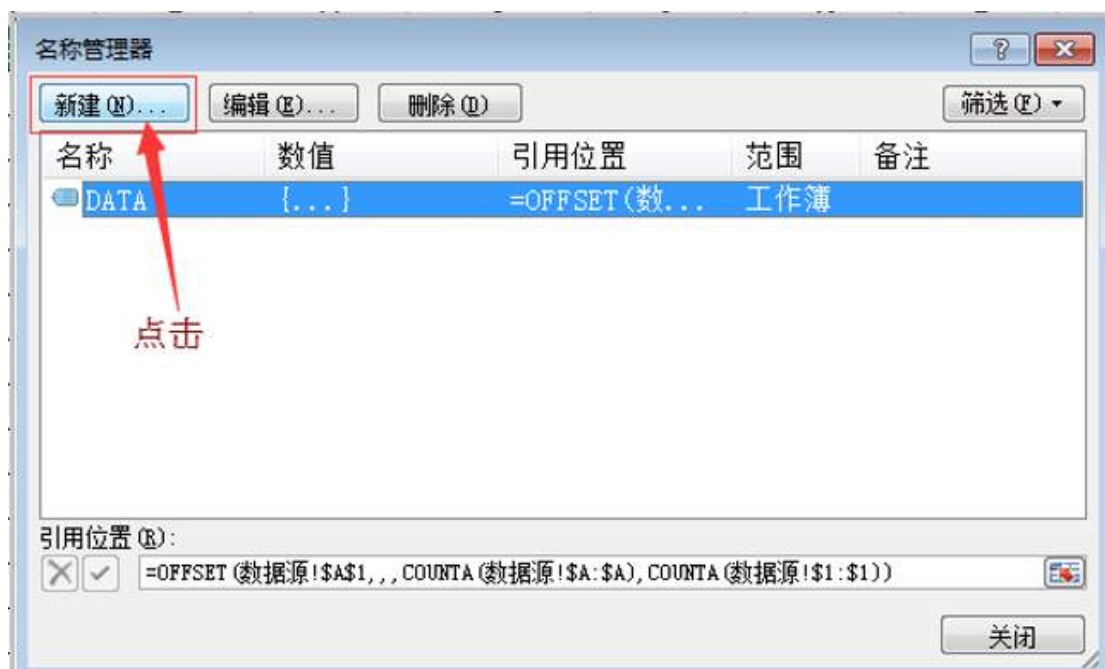 名称管理器
新建(N)... 编辑(E)... 删除(D) 筛选(F)
名称 数值 引用位置 范围 备注
DATA {...} =OFFSET(数... 工作簿
点击
引用位置(R):
=OFFSET(数据源!$A$1,,,COUNTA(数据源!$A:$A),COUNTA(数据源!$1:$1))
关闭